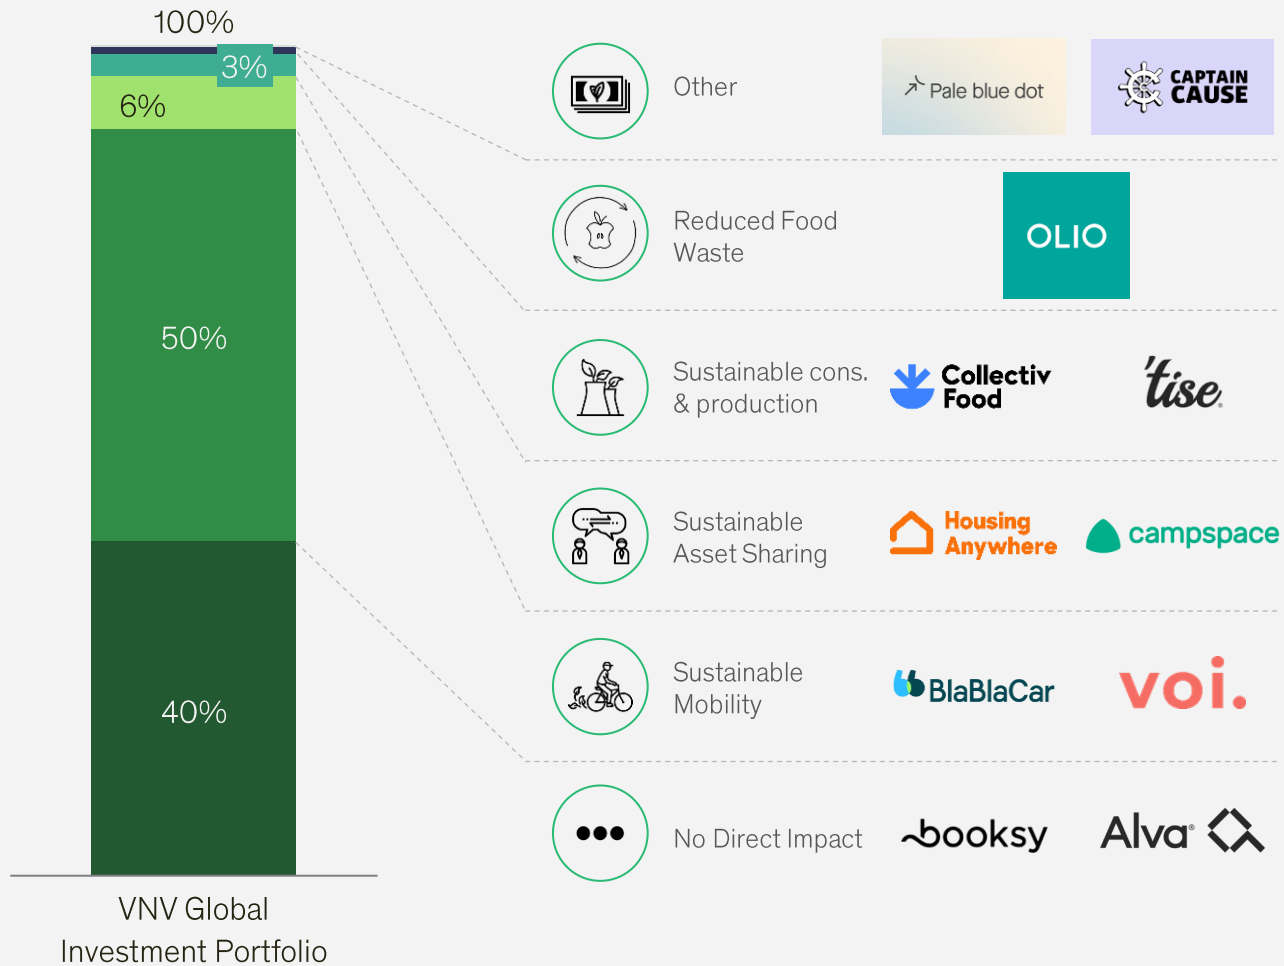 100%
3%
6%
50%
40%
VNV Global
Investment Portfolio
Other
Pale blue dot
CAPTAIN
CAUSE
Reduced Food
Waste
OLIO
Sustainable cons.
& production
Collectiv
Food
'tise®
Sustainable
Asset Sharing
Housing
Anywhere
campspace
Sustainable
Mobility
BlaBlaCar
voi.
No Direct Impact
booksy
Alva®